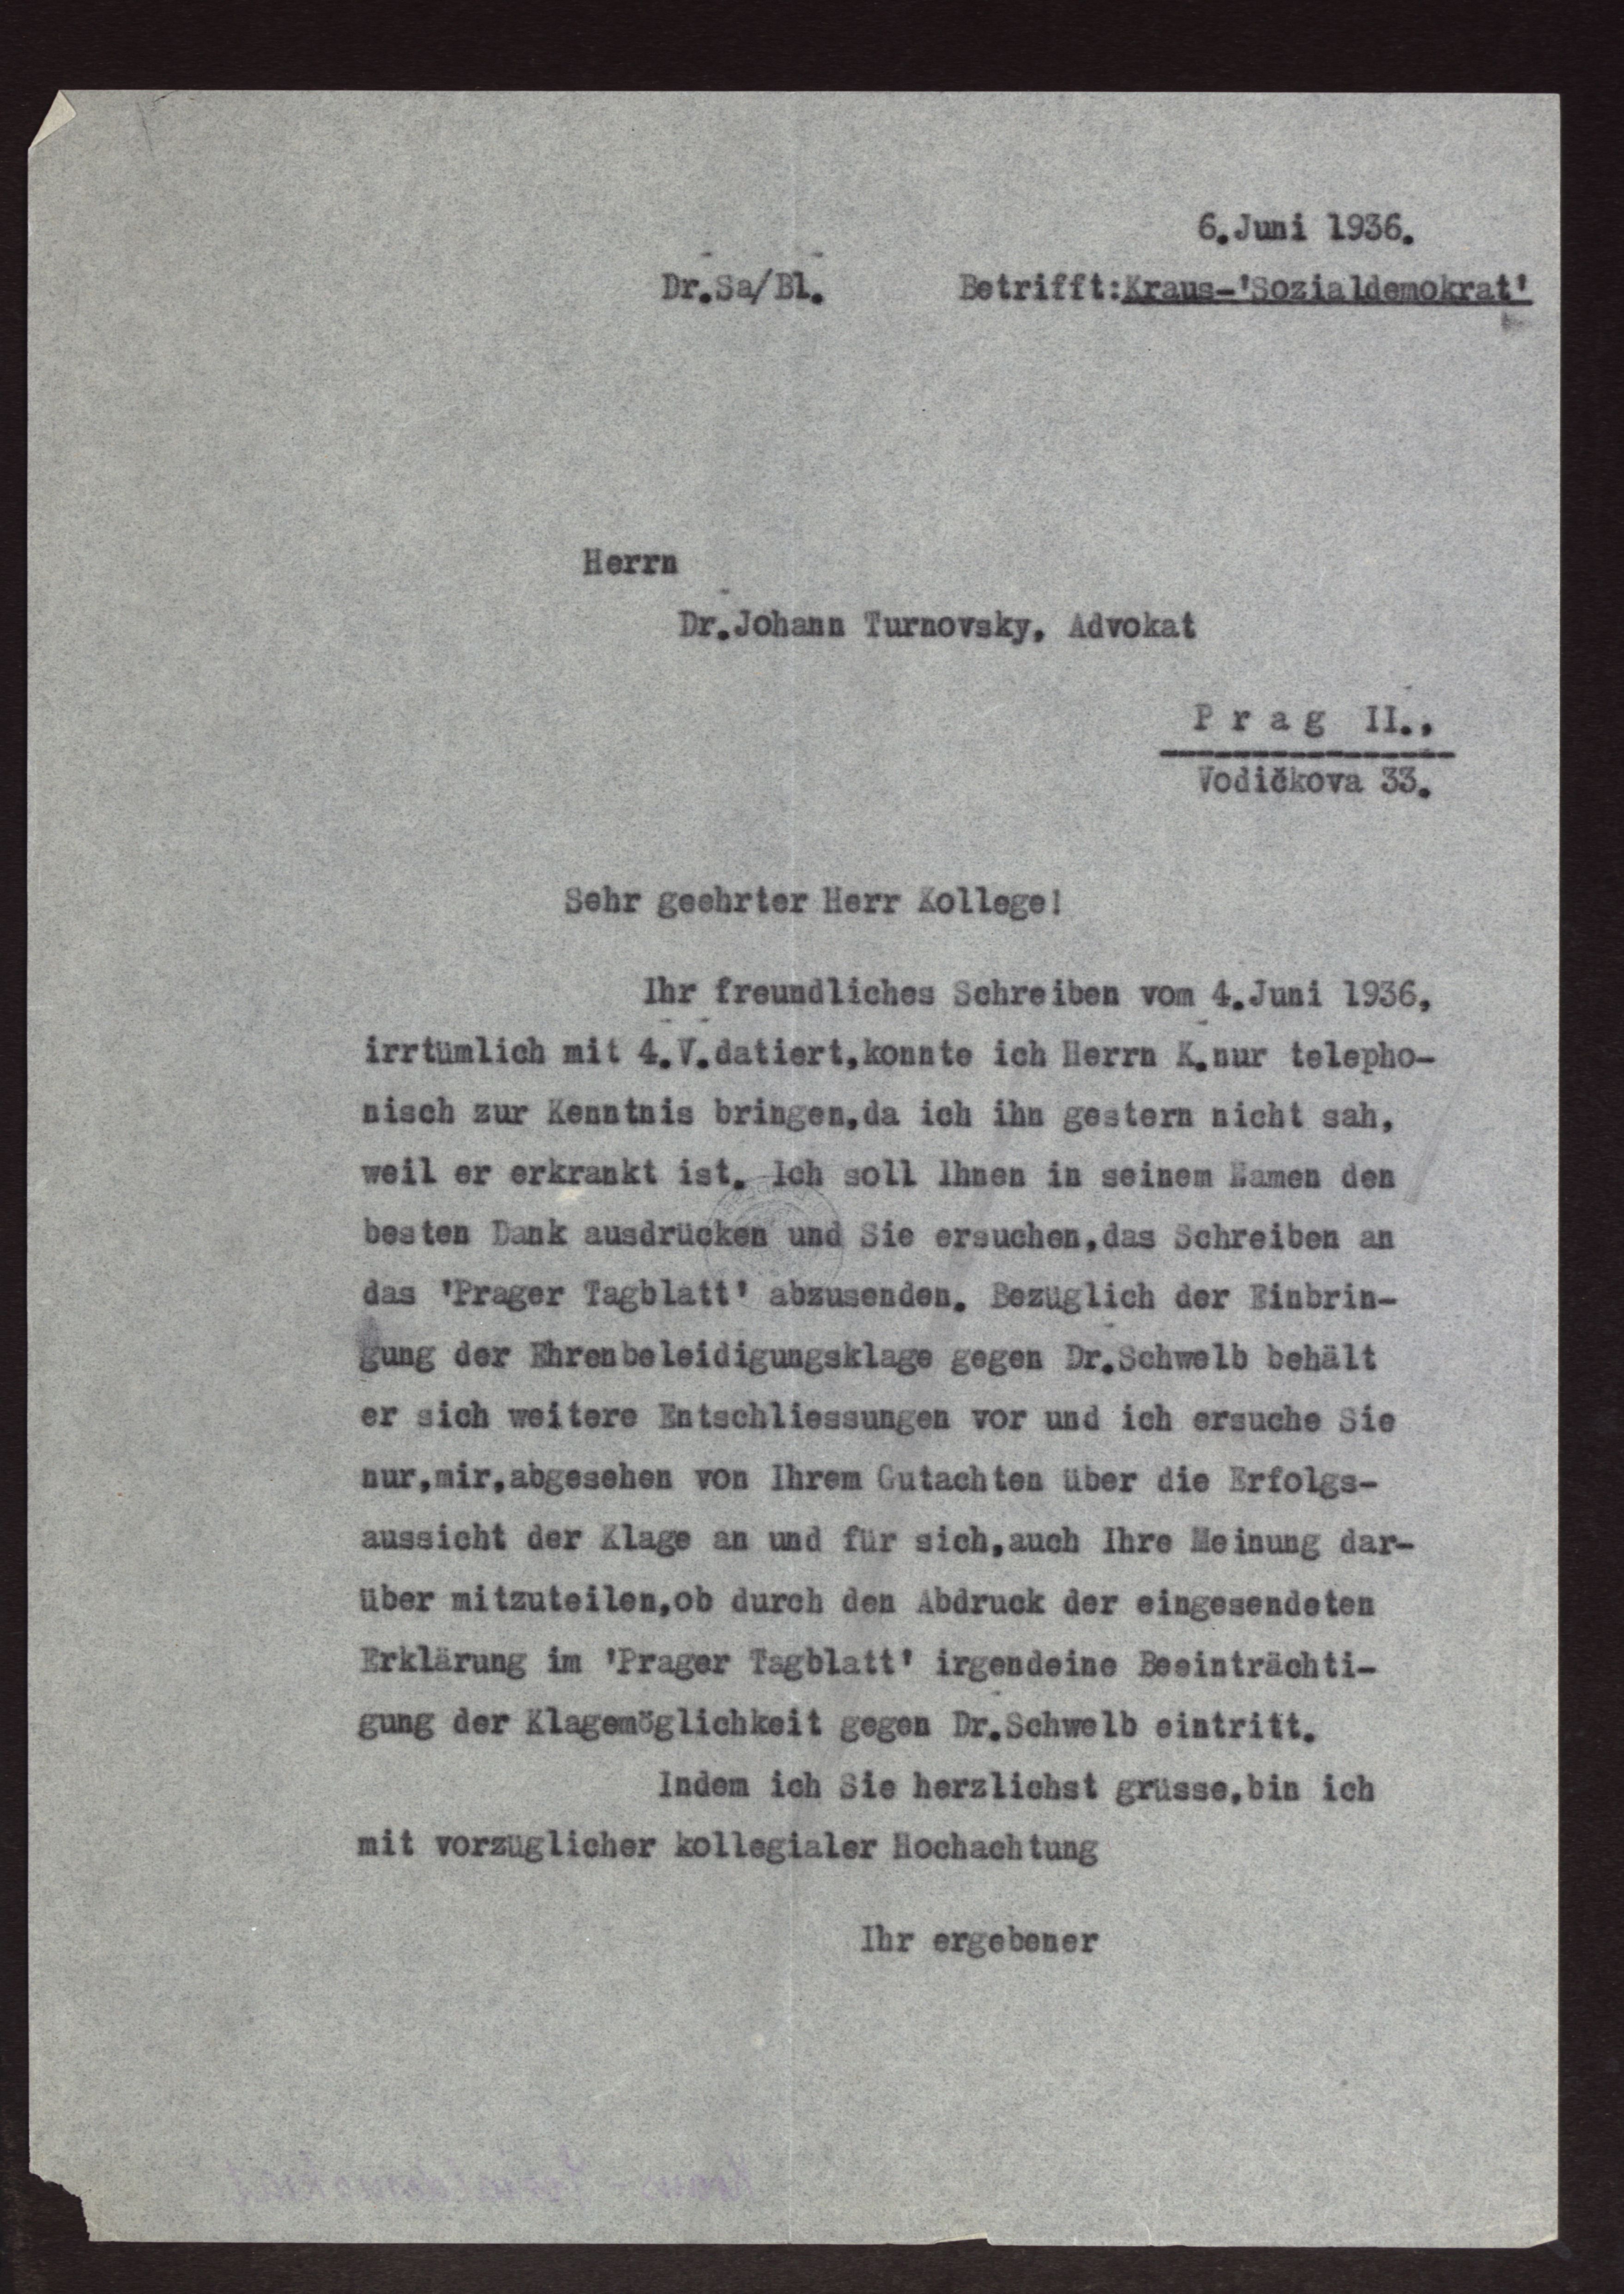 6.Juni 1936.
Dr.Sa/Bl. Betrifft:Kraus-'Sozialdemokrat'
Herrn
Dr.Johann Turnovsky, Advokat
P r a g II.,
Vodičkova 33.
Sehr geehrter Herr Kollege!
Ihr freundliches Schreiben vom 4.Juni 1936,
irrtümlich mit 4.V.datiert,konnte ich Herrn K.nur telepho-
nisch zur Kenntnis bringen,da ich ihn gestern nicht sah,
weil er erkrankt ist. Ich soll Ihnen in seinem Namen den
besten Dank ausdrücken und Sie ersuchen,das Schreiben an
das 'Prager Tagblatt' abzusenden. Bezüglich der Einbrin-
gung der Ehrenbeleidigungsklage gegen Dr.Schwelb behält
er sich weitere Entschliessungen vor und ich ersuche Sie
nur,mir,abgesehen von Ihrem Gutachten über die Erfolgs-
aussicht der Klage an und für sich,auch Ihre Meinung dar-
über mitzuteilen,ob durch den Abdruck der eingesendeten
Erklärung im 'Prager Tagblatt' irgendeine Beeinträchti-
gung der Klagemöglichkeit gegen Dr.Schwelb eintritt.
Indem ich Sie herzlichst grüsse,bin ich
mit vorzüglicher kollegialer Hochachtung
Ihr ergebener